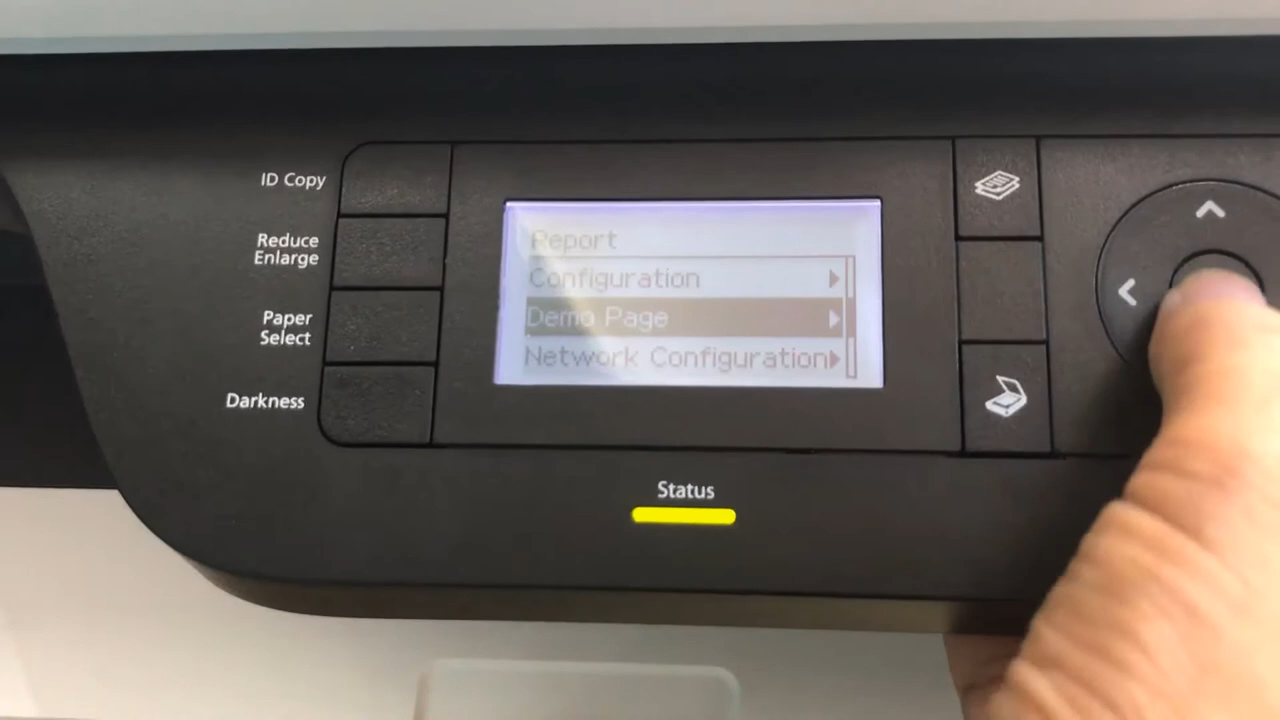 ID Copy
Reduce
Enlarge
Paper
Select
Darkness
Report
Configuration
Demo Page
Network Configuration
Status